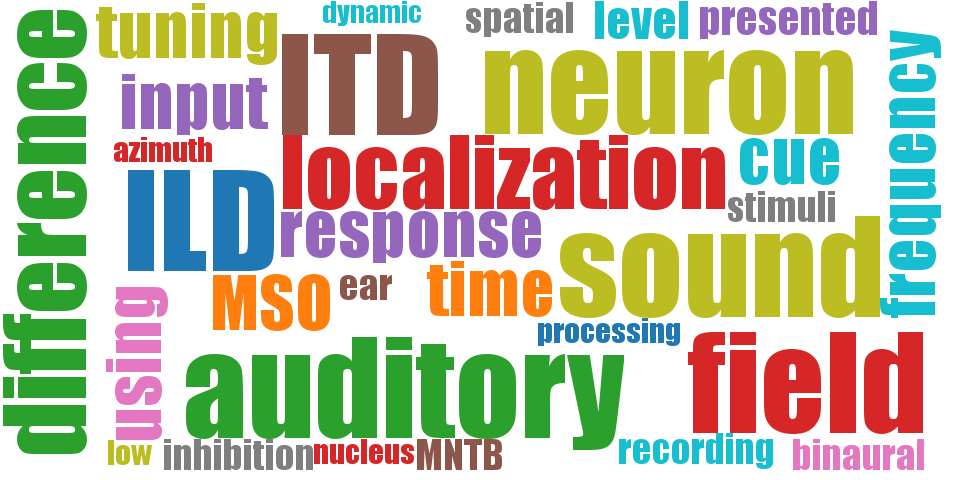 difference
tuning
dynamic
spatial
level
presented
frequency
input
ITD
neuron
azimuth
localization
cue
ILD
response
stimuli
MSO
ear
time
sound
using
processing
auditory
field
low
inhibition
nucleus
MNTB
recording
binaural